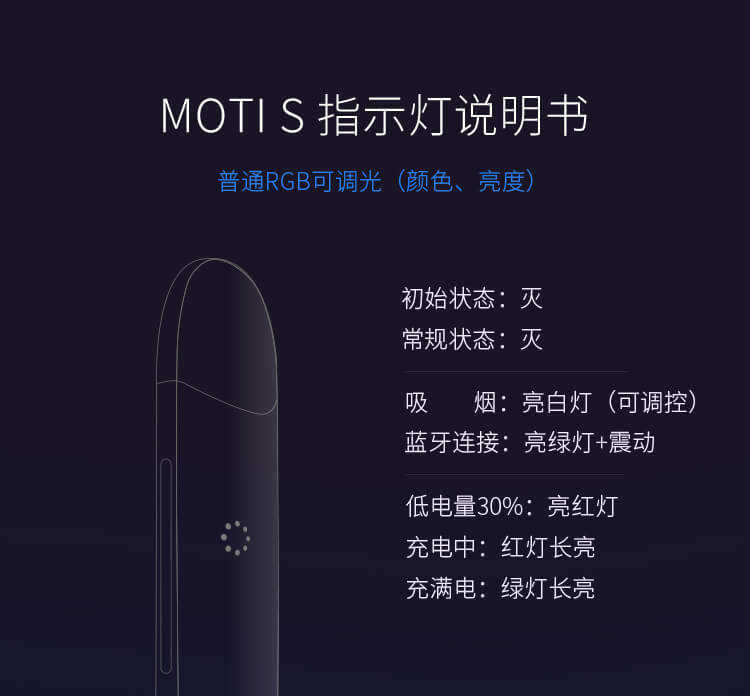 MOTI S 指示灯说明书
普通RGB可调光（颜色、亮度）
初始状态：灭
常规状态：灭
吸 烟：亮白灯（可调控）
蓝牙连接：亮绿灯+震动
低电量30%：亮红灯
充电中：红灯长亮
充满电：绿灯长亮